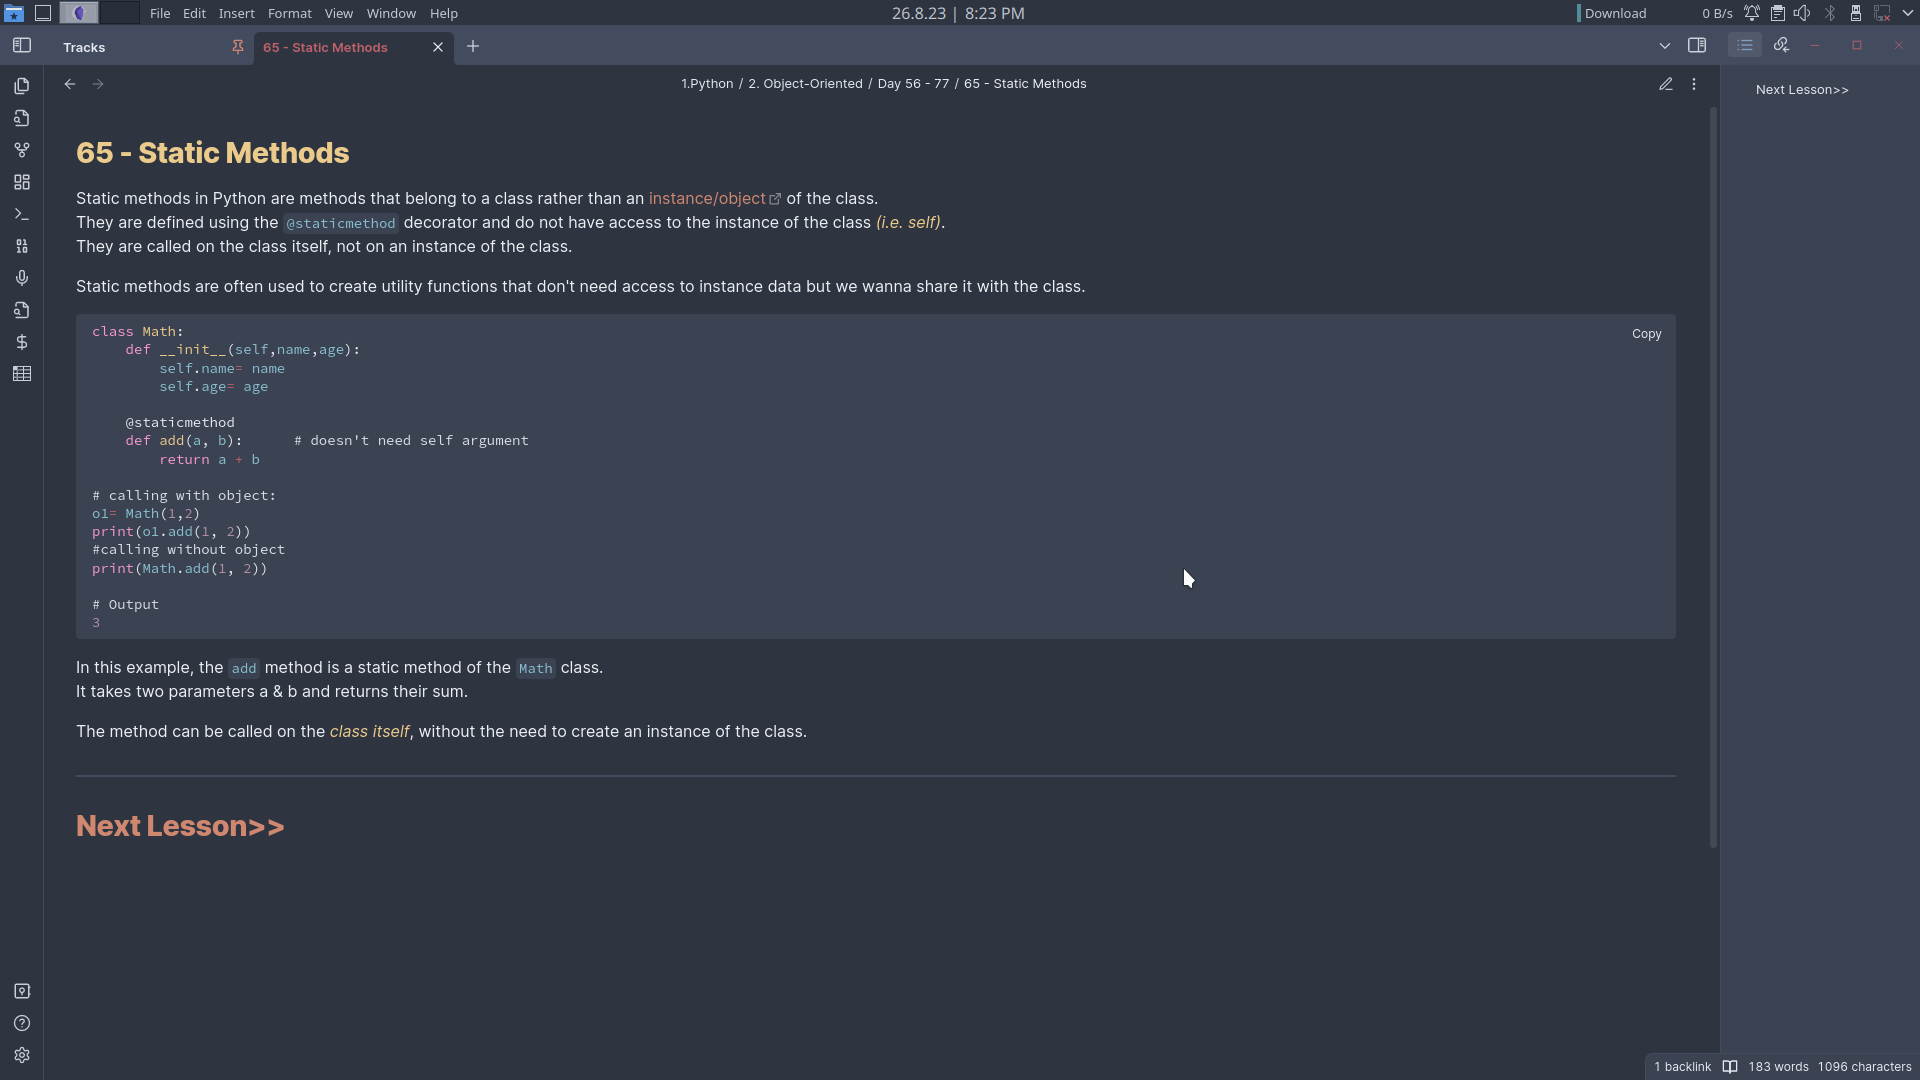 File Edit Insert Format View Window Help
26.8.23 | 8:23 PM
Download 0 B/s
Tracks
65 - Static Methods
1.Python / 2. Object-Oriented / Day 56 - 77 / 65 - Static Methods
Next Lesson>>
65 - Static Methods
Static methods in Python are methods that belong to a class rather than an instance/object of the class.
They are defined using the @staticmethod decorator and do not have access to the instance of the class (i.e. self).
They are called on the class itself, not on an instance of the class.
Static methods are often used to create utility functions that don't need access to instance data but we wanna share it with the class.
Copy
class Math:
    def __init__(self,name,age):
        self.name= name
        self.age= age
    @staticmethod
    def add(a, b):      # doesn't need self argument
        return a + b
# calling with object:
o1= Math(1,2)
print(o1.add(1, 2))
#calling without object
print(Math.add(1, 2))
# Output
3
In this example, the add method is a static method of the Math class.
It takes two parameters a & b and returns their sum.
The method can be called on the class itself, without the need to create an instance of the class.
Next Lesson>>
1 backlink 183 words 1096 characters